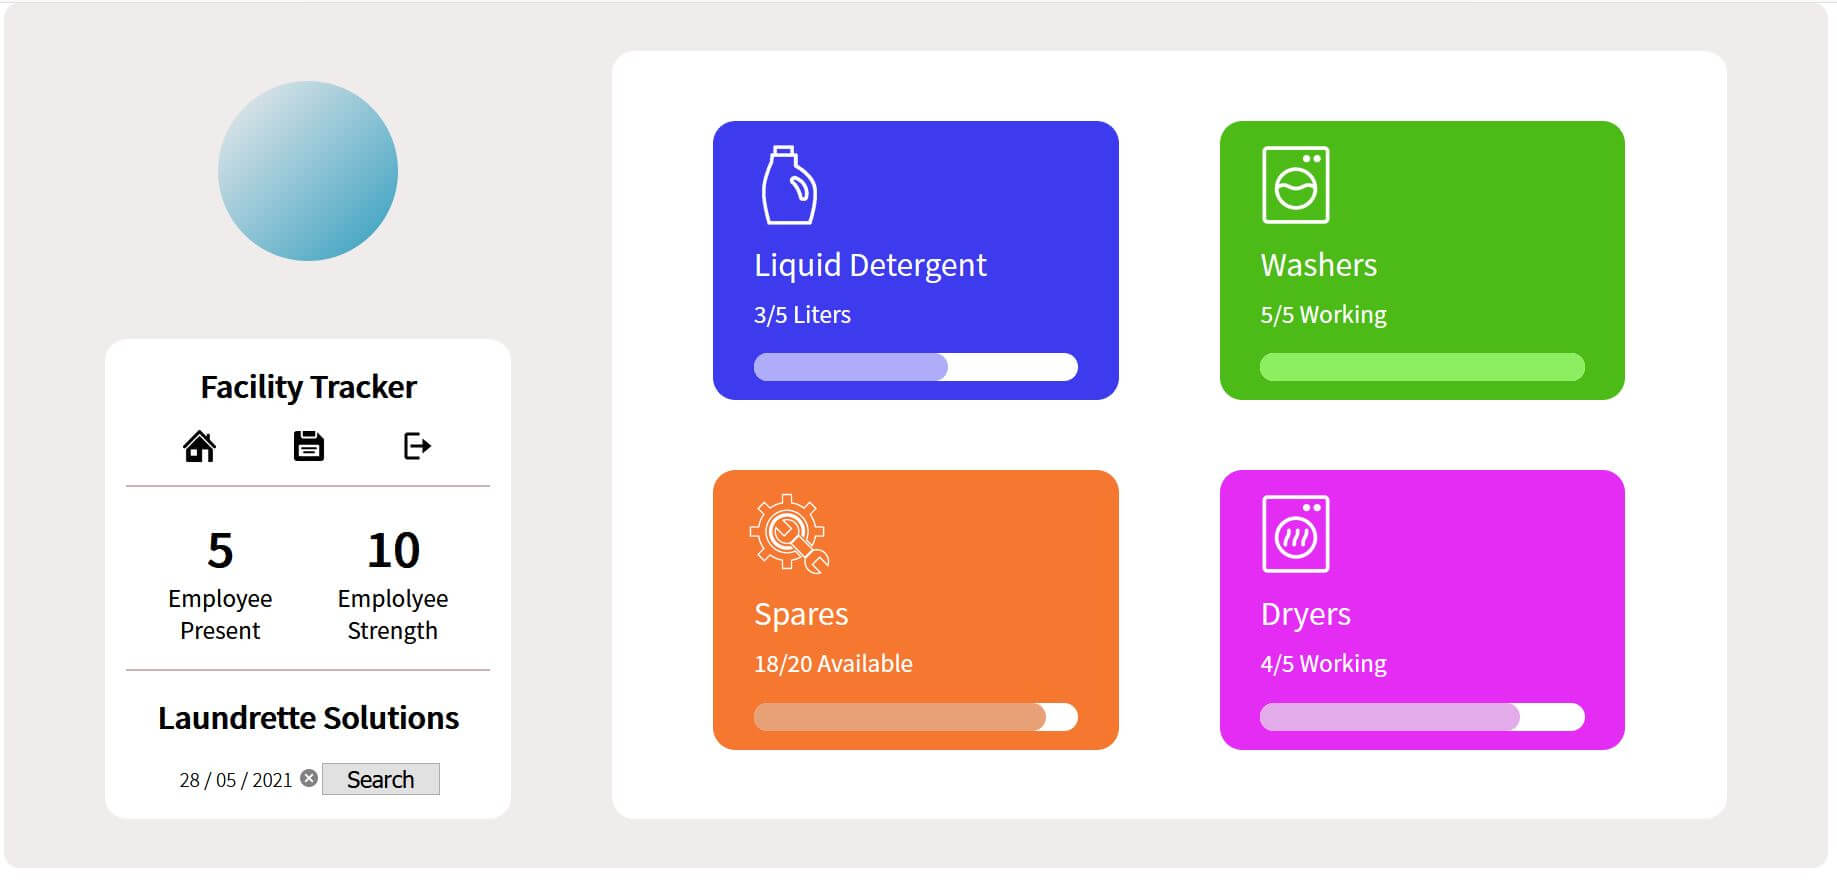 Facility Tracker
5
Employee
Present
10
Emplolyee
Strength
Laundrette Solutions
28 / 05 / 2021
Search
Liquid Detergent
3/5 Liters
Washers
5/5 Working
Spares
18/20 Available
Dryers
4/5 Working